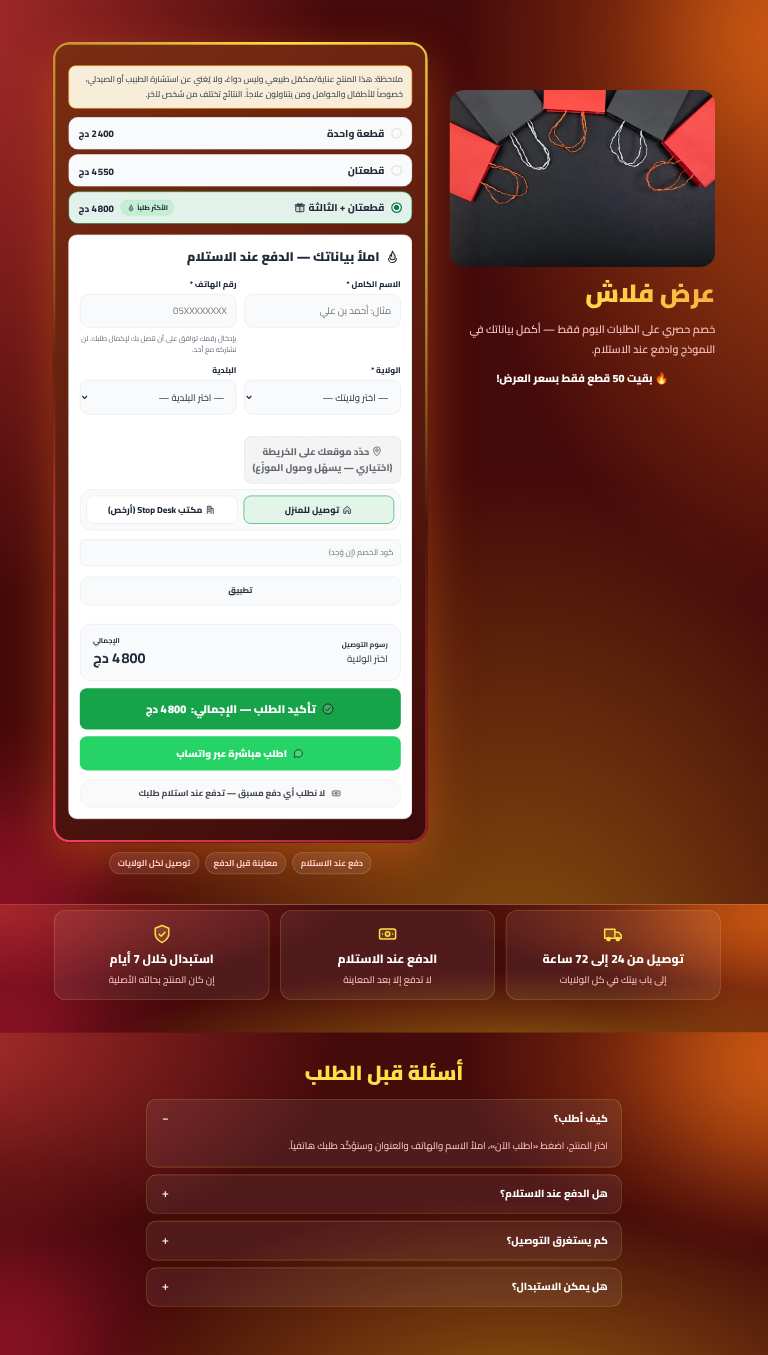 عرض فلاش
خصم حصري على الطلبات اليوم فقط — أكمل بياناتك في
النموذج وادفع عند الاستلام.
🔥 بقيت 50 قطع فقط بسعر العرض!
ملاحظة: هذا المنتج عناية/مكمّل طبيعي وليس دواءً، ولا يُغني عن استشارة الطبيب أو الصيدلي،
خصوصاً للأطفال والحوامل ومن يتناولون علاجاً. النتائج تختلف من شخص لآخر.
قطعة واحدة 2400 دج
قطعتان 4550 دج
قطعتان + الثالثة الأكثر طلباً 4800 دج
املأ بياناتك — الدفع عند الاستلام
الاسم الكامل * رقم الهاتف *
مثال: أحمد بن علي 05XXXXXXXX
بإدخال رقمك توافق على أن نتصل بك لإكمال طلبك. لن
نشاركه مع أحد.
الولاية * البلدية
— اختر ولايتك — — اختر البلدية —
حدّد موقعك على الخريطة
(اختياري — يسهّل وصول الموزّع)
توصيل للمنزل مكتب Stop Desk (أرخص)
كود الخصم (إن وُجد)
تطبيق
رسوم التوصيل الإجمالي
اختر الولاية 4800 دج
تأكيد الطلب — الإجمالي: 4800 دج
اطلب مباشرة عبر واتساب
لا نطلب أي دفع مسبق — تدفع عند استلام طلبك
دفع عند الاستلام معاينة قبل الدفع توصيل لكل الولايات
توصيل من 24 إلى 72 ساعة
إلى باب بيتك في كل الولايات
الدفع عند الاستلام
لا تدفع إلا بعد المعاينة
استبدال خلال 7 أيام
إن كان المنتج بحالته الأصلية
أسئلة قبل الطلب
كيف أطلب؟ −
اختر المنتج، اضغط «اطلب الآن»، املأ الاسم والهاتف والعنوان وسنؤكّد طلبك هاتفياً.
هل الدفع عند الاستلام؟ +
كم يستغرق التوصيل؟ +
هل يمكن الاستبدال؟ +